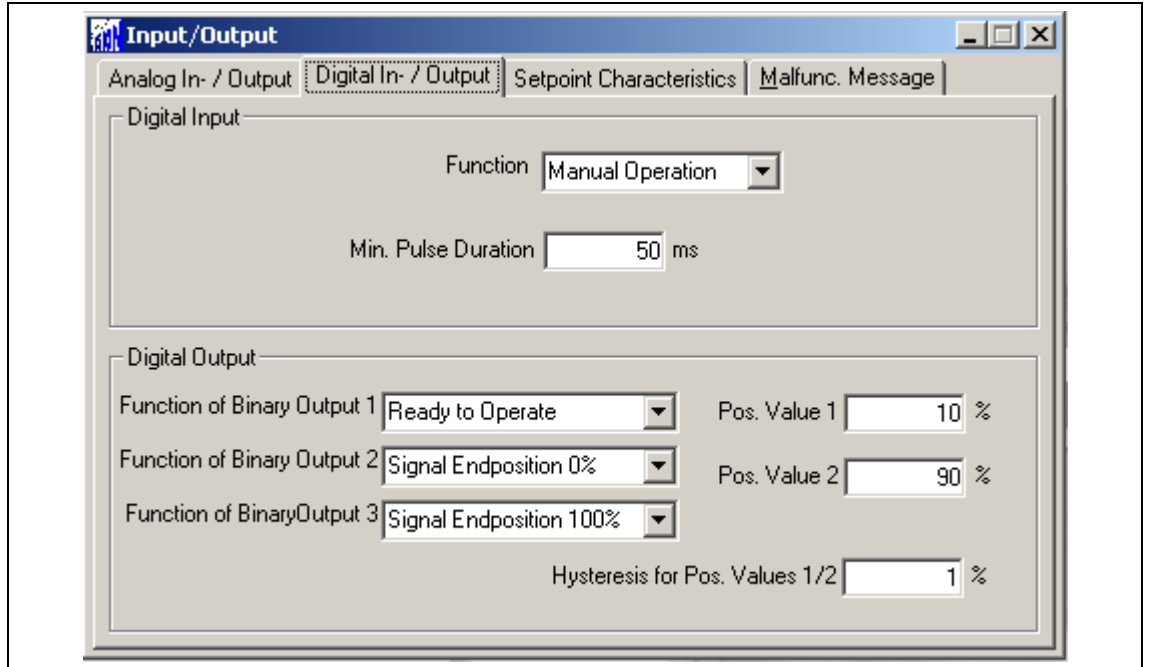 Input/Output
Analog In- / Output Digital In- / Output Setpoint Characteristics Malfunc. Message
Digital Input
Function Manual Operation
Min. Pulse Duration 50 ms
Digital Output
Function of Binary Output 1 Ready to Operate Pos. Value 1 10 %
Function of Binary Output 2 Signal Endposition 0% Pos. Value 2 90 %
Function of BinaryOutput 3 Signal Endposition 100%
Hysteresis for Pos. Values 1/2 1 %